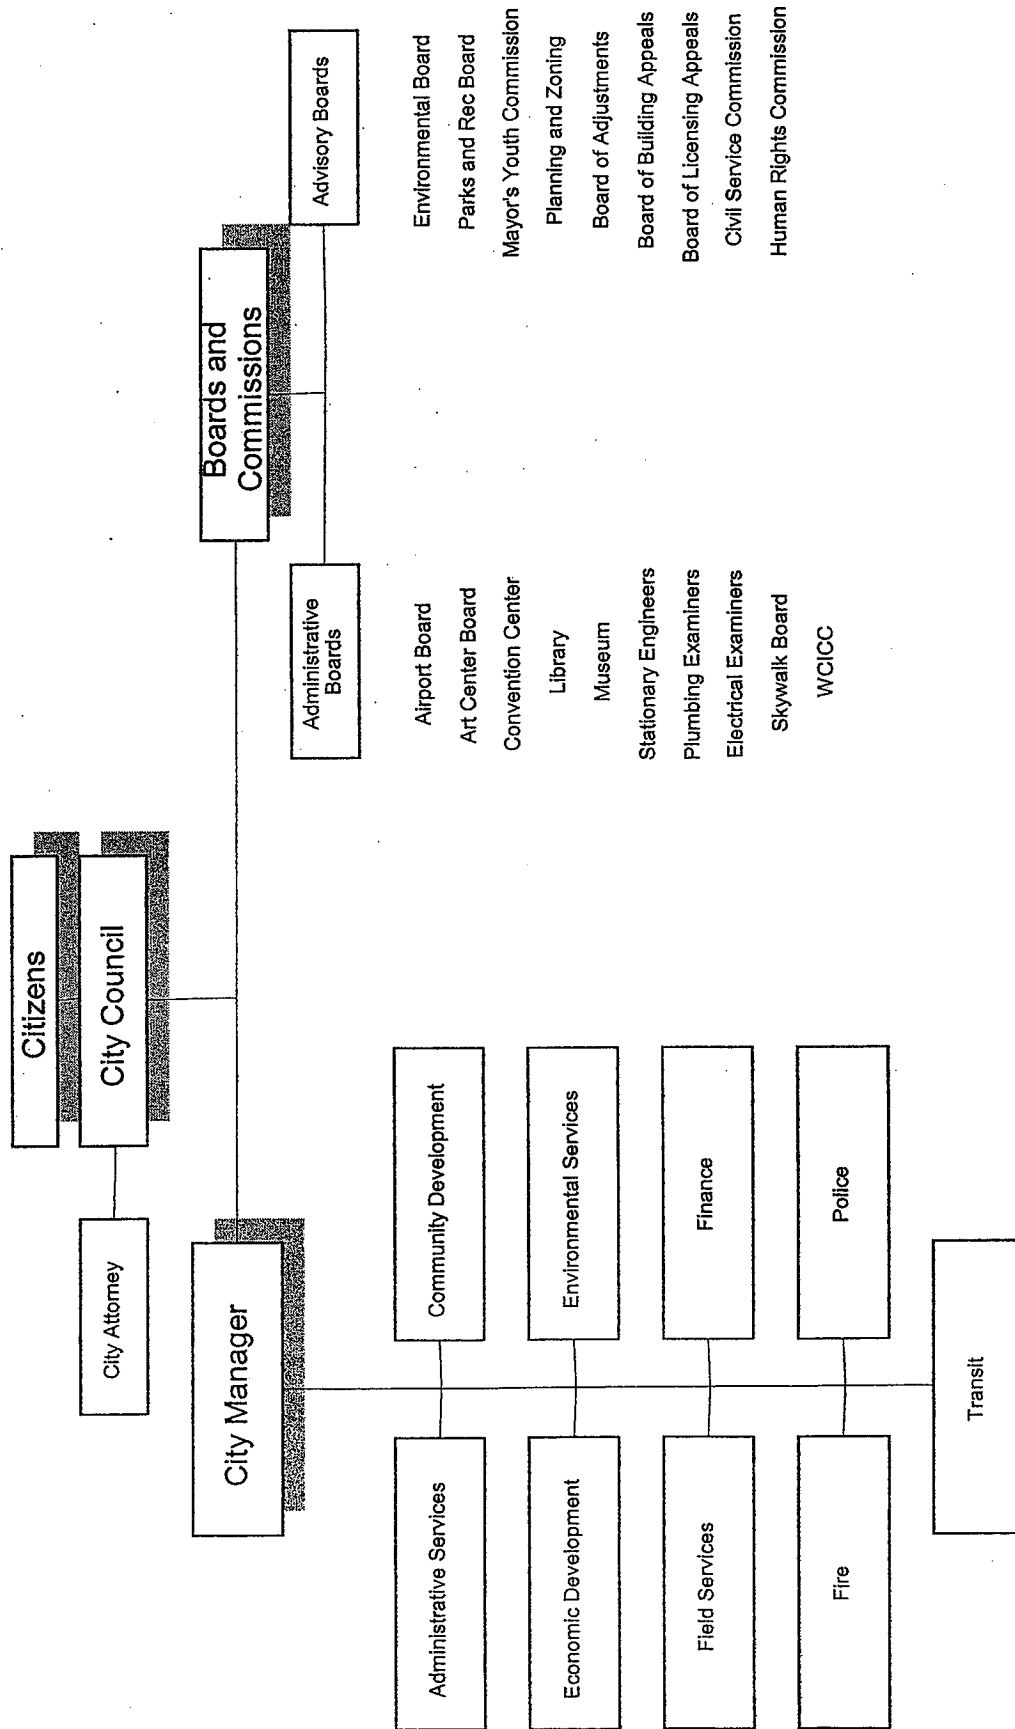 Citizens
City Council
City Attorney
City Manager
Boards and
Commissions
Administrative
Boards
Advisory Boards
Administrative Services
Community Development
Economic Development
Environmental Services
Field Services
Finance
Fire
Police
Transit
Airport Board
Art Center Board
Convention Center
Library
Museum
Stationary Engineers
Plumbing Examiners
Electrical Examiners
Skywalk Board
WCICC
Environmental Board
Parks and Rec Board
Mayor's Youth Commission
Planning and Zoning
Board of Adjustments
Board of Building Appeals
Board of Licensing Appeals
Civil Service Commission
Human Rights Commission